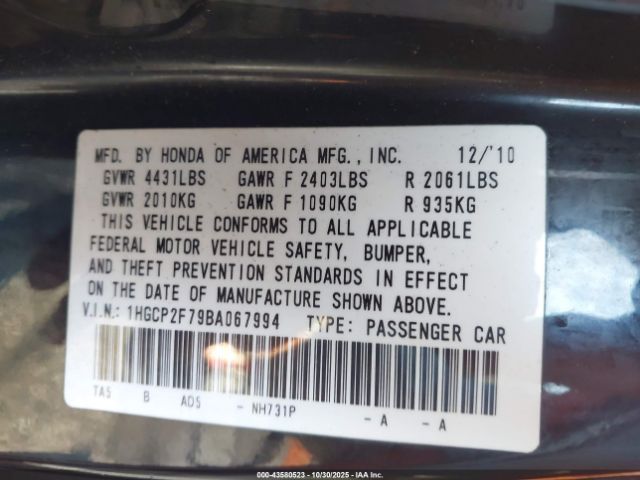 MFD. BY HONDA OF AMERICA MFG., INC. 12/'10
GVWR 4431LBS GAWR F 2403LBS R 2061LBS
GVWR 2010KG GAWR F 1090KG R 935KG
THIS VEHICLE CONFORMS TO ALL APPLICABLE
FEDERAL MOTOR VEHICLE SAFETY, BUMPER,
AND THEFT PREVENTION STANDARDS IN EFFECT
ON THE DATE OF MANUFACTURE SHOWN ABOVE.
V.I.N.: 1HGCP2F79BA067994 TYPE: PASSENGER CAR
TA5 B AD5 - NH731P - A - A
000-43580523 - 10/30/2025 - IAA Inc.